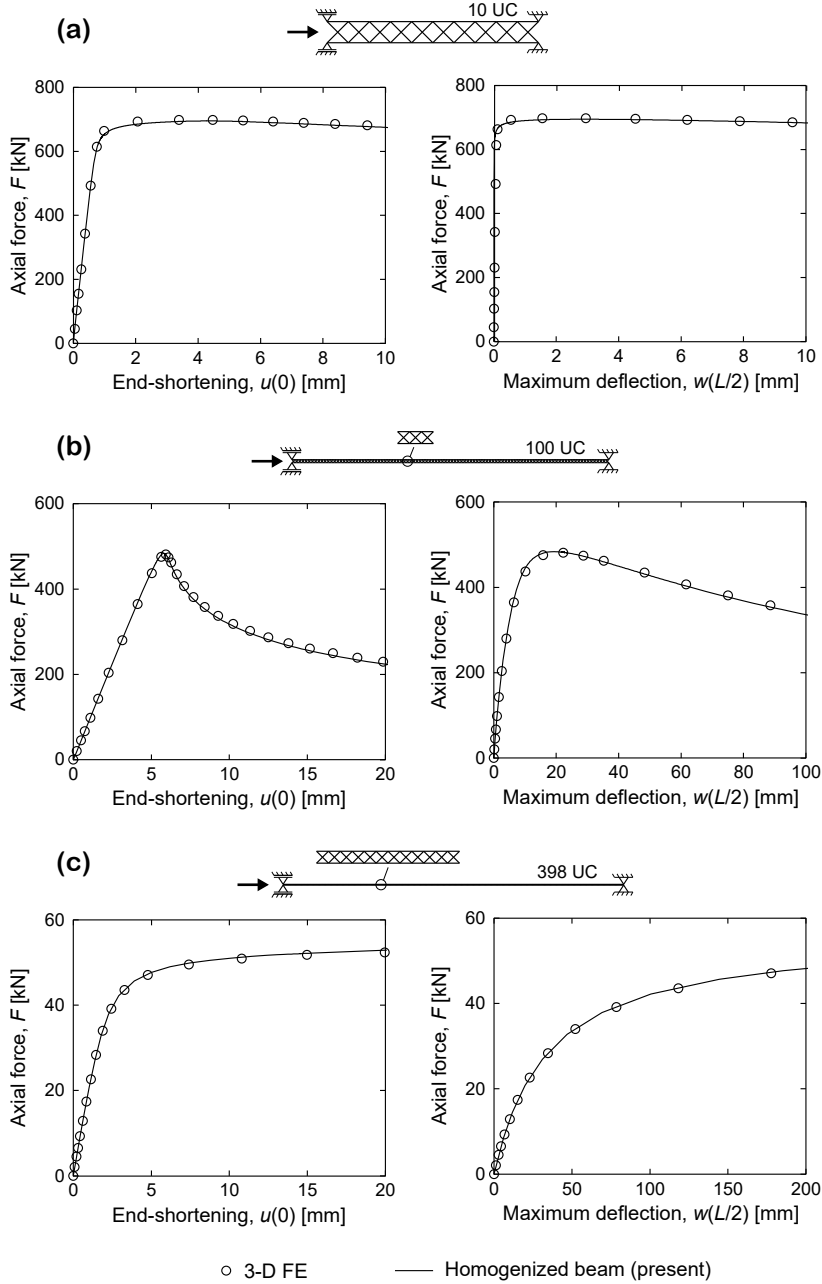 (a)
10 UC
800
600
400
200
0
Axial force, F [kN]
0 2 4 6 8 10
End-shortening, u(0) [mm]
800
600
400
200
0
Axial force, F [kN]
0 2 4 6 8 10
Maximum deflection, w(L/2) [mm]
(b)
100 UC
600
400
200
0
Axial force, F [kN]
0 5 10 15 20
End-shortening, u(0) [mm]
600
400
200
0
Axial force, F [kN]
0 20 40 60 80 100
Maximum deflection, w(L/2) [mm]
(c)
398 UC
60
40
20
0
Axial force, F [kN]
0 5 10 15 20
End-shortening, u(0) [mm]
60
40
20
0
Axial force, F [kN]
0 50 100 150 200
Maximum deflection, w(L/2) [mm]
3-D FE
Homogenized beam (present)